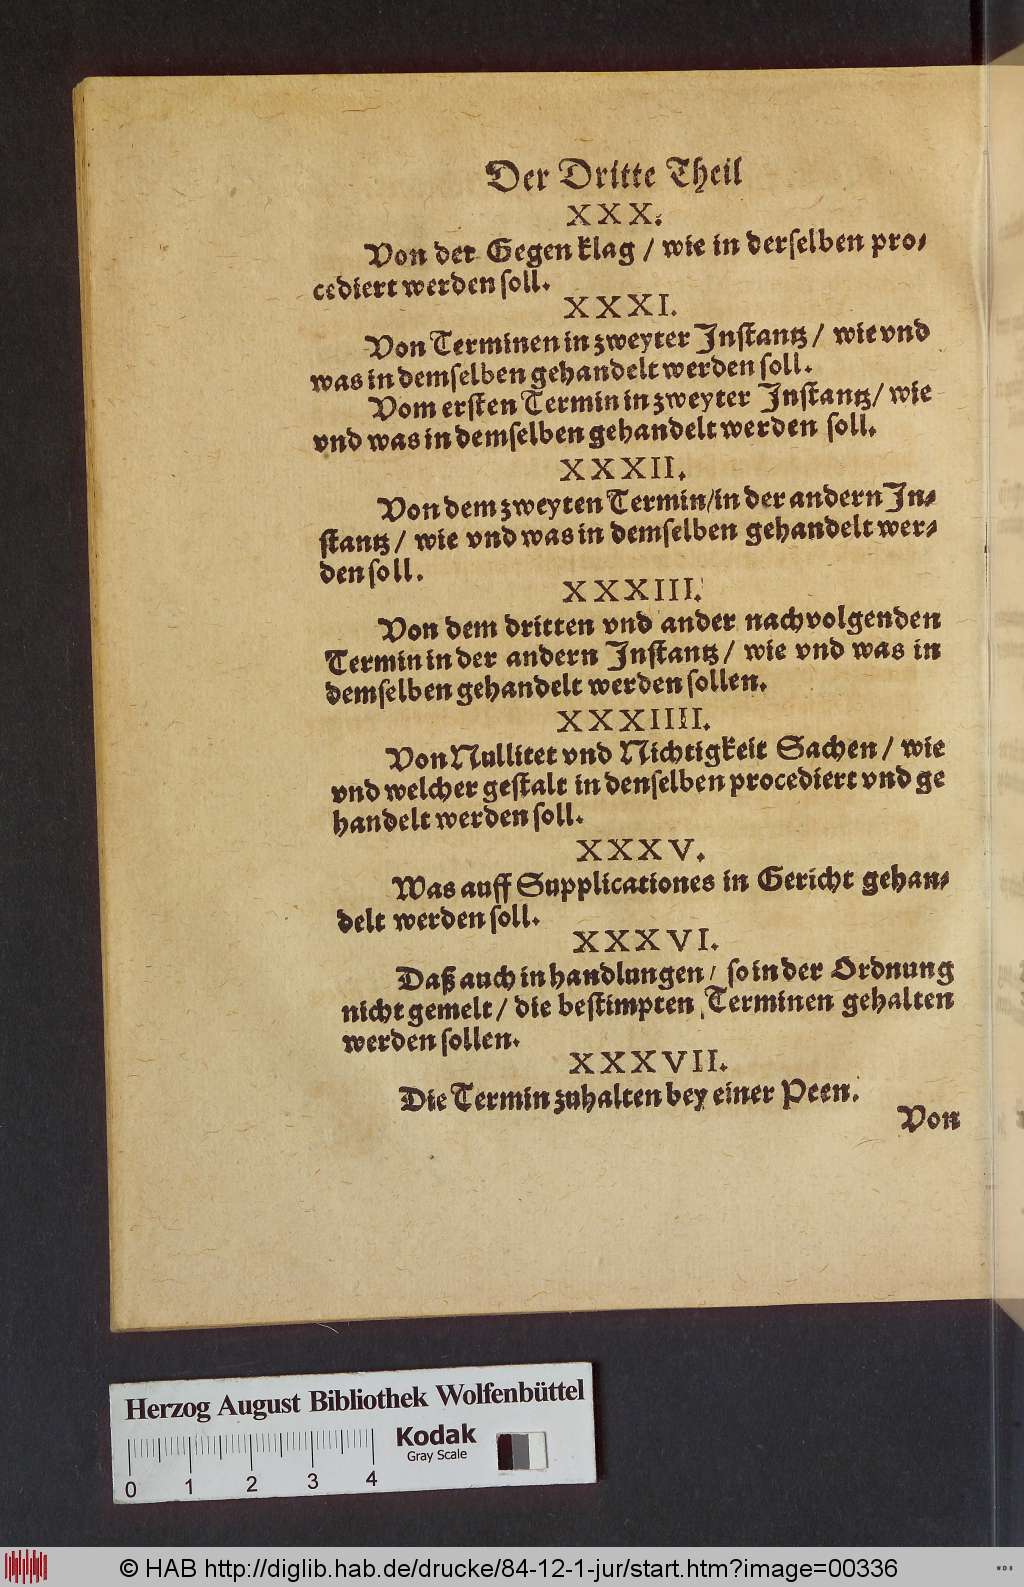 Der Dritte Theil
XXX.
Von der Gegen klag / wie in derselben pro⸗
cediert werden soll.
XXXI.
Von Terminen in zweyter Instantz / wie vnd
was in demselben gehandelt werden soll.
Vom ersten Termin in zweyter Instantz / wie
vnd was in demselben gehandelt werden soll.
XXXII.
Von dem zweyten Termin / in der andern In⸗
stantz / wie vnd was in demselben gehandelt wer⸗
den soll.
XXXIII.
Von dem dritten vnd ander nachvolgenden
Termin in der andern Instantz / wie vnd was in
demselben gehandelt werden sollen.
XXXIIII.
Von Nullitet vnd Nichtigkeit Sachen / wie
vnd welcher gestalt in denselben procediert vnd ge
handelt werden soll.
XXXV.
Was auff Supplicationes in Gericht gehan⸗
delt werden soll.
XXXVI.
Daß auch in handlungen / so in der Ordnung
nicht gemelt / die bestimpten Terminen gehalten
werden sollen.
XXXVII.
Die Termin zuhalten bey einer Peen.
Von
Herzog August Bibliothek Wolfenbüttel
Kodak
Gray Scale
0 1 2 3 4
© HAB http://diglib.hab.de/drucke/84-12-1-jur/start.htm?image=00336